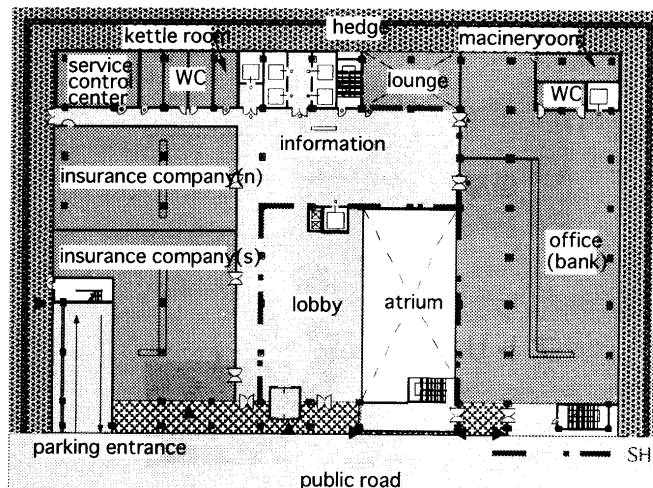 hedge
kettle room
macineryroom
service
control
center
WC
lounge
WC
information
insurance company(n)
insurance company(s)
office
(bank)
lobby
atrium
parking entrance
SH
public road